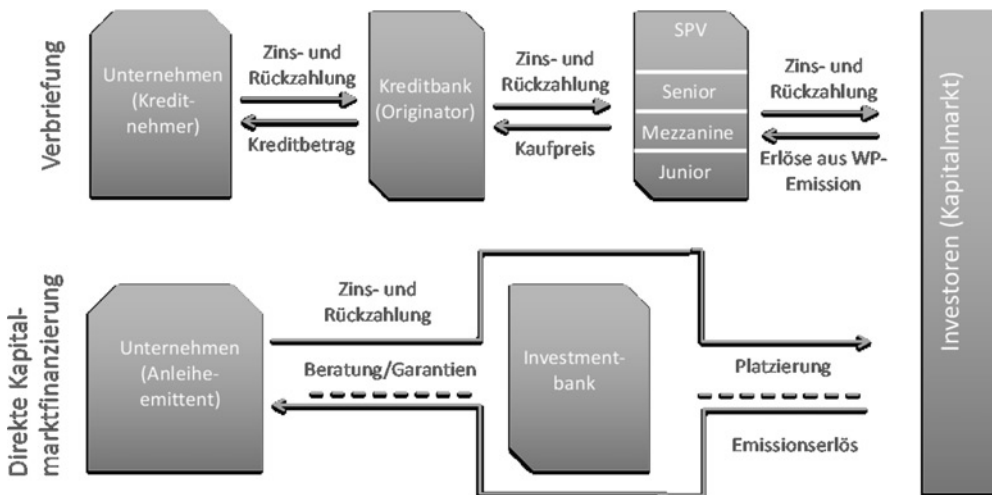 Verbriefung
Unternehmen
(Kredit-
nehmer)
Zins- und
Rückzahlung
Kreditbetrag
Kreditbank
(Originator)
Zins- und
Rückzahlung
Kaufpreis
SPV
Senior
Mezzanine
Junior
Zins- und
Rückzahlung
Erlöse aus WP-
Emission
Investoren (Kapitalmarkt)
Direkte Kapital-
marktfinanzierung
Unternehmen
(Anleihe-
emittent)
Zins- und
Rückzahlung
Beratung/Garantien
Investment-
bank
Platzierung
Emissionserlös